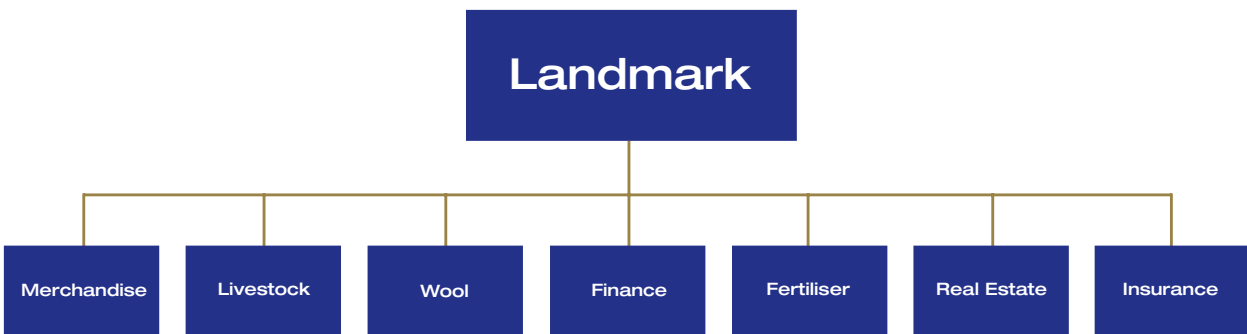 Landmark
Merchandise
Livestock
Wool
Finance
Fertiliser
Real Estate
Insurance